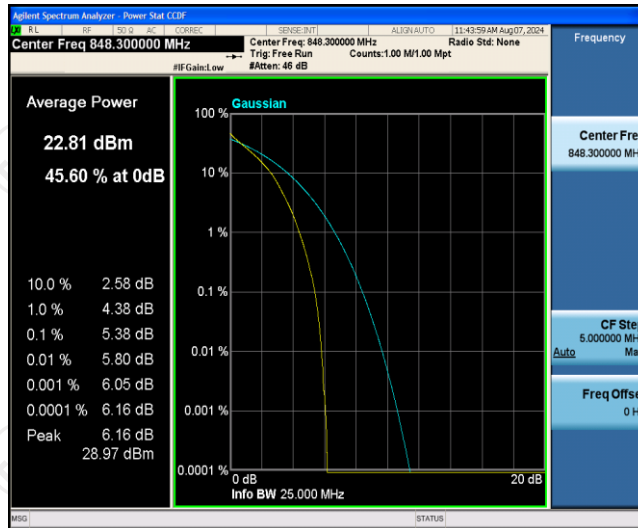 Agilent Spectrum Analyzer - Power Stat CCDF
RL RF 50 Ω AC CORREC SENSE:INT ALIGNAUTO 11:43:59 AM Aug 07, 2024
Center Freq 848.300000 MHz
Center Freq: 848.300000 MHz Radio Std: None
Trig: Free Run Counts:1.00 M/1.00 Mpt
#IFGain:Low #Atten: 46 dB
Frequency
Average Power
22.81 dBm
45.60 % at 0dB
10.0 % 2.58 dB
1.0 % 4.38 dB
0.1 % 5.38 dB
0.01 % 5.80 dB
0.001 % 6.05 dB
0.0001 % 6.16 dB
Peak 6.16 dB
28.97 dBm
Gaussian
100 %
10 %
1 %
0.1 %
0.01 %
0.001 %
0.0001 %
0 dB 20 dB
Info BW 25.000 MHz
Center Fre
848.300000 MH
CF Ste
5.000000 MH
Auto Ma
Freq Offse
0 H
MSG STATUS